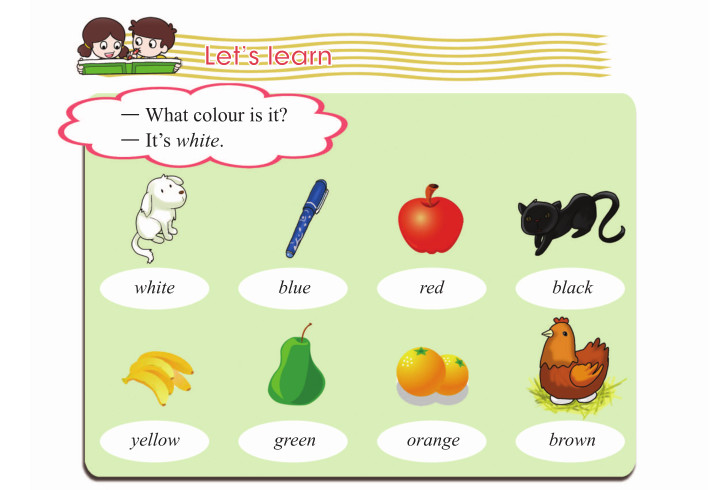 Let's learn
— What colour is it?
— It's white.
white blue red black
yellow green orange brown